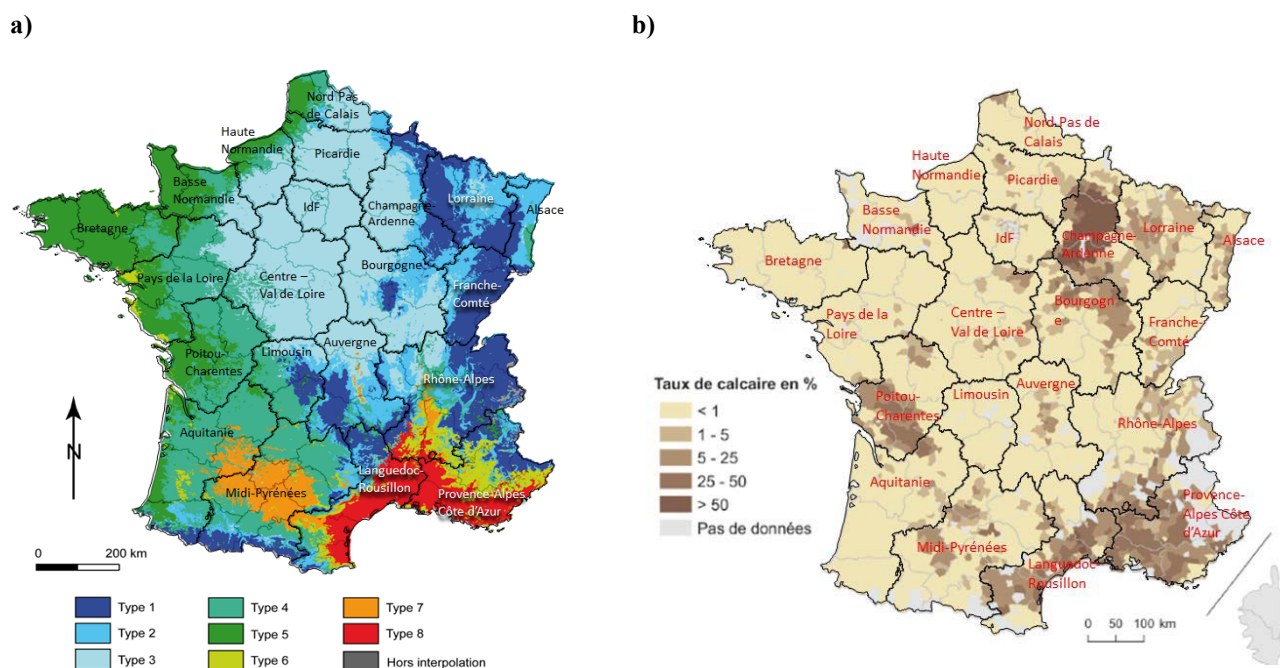 a)
Nord Pas
de Calais
Haute
Normandie
Picardie
Basse
Normandie
IdF
Champagne-
Ardenne
Lorraine
Alsace
Bretagne
Pays de la Loire
Centre –
Val de Loire
Bourgogne
Franche-
Comté
Poitou-
Charentes
Limousin
Auvergne
Rhône-Alpes
Aquitanie
Midi-Pyrénées
Languedoc-
Rousillon
Provence-Alpes
Côte d'Azur
N
0 200 km
Type 1
Type 2
Type 3
Type 4
Type 5
Type 6
Type 7
Type 8
Hors interpolation
b)
Nord Pas de
Calais
Haute
Normandie
Picardie
Basse
Normandie
IdF
Champagne-
Ardenne
Lorraine
Alsace
Bretagne
Pays de la
Loire
Centre –
Val de Loire
Bourgogn
e
Franche-
Comté
Poitou-
Charentes
Limousin
Auvergne
Rhône-Alpes
Aquitanie
Midi-Pyrénées
Languedoc-
Rousillon
Provence-
Alpes Côte
d'Azur
Taux de calcaire en %
< 1
1 - 5
5 - 25
25 - 50
> 50
Pas de données
0 50 100 km